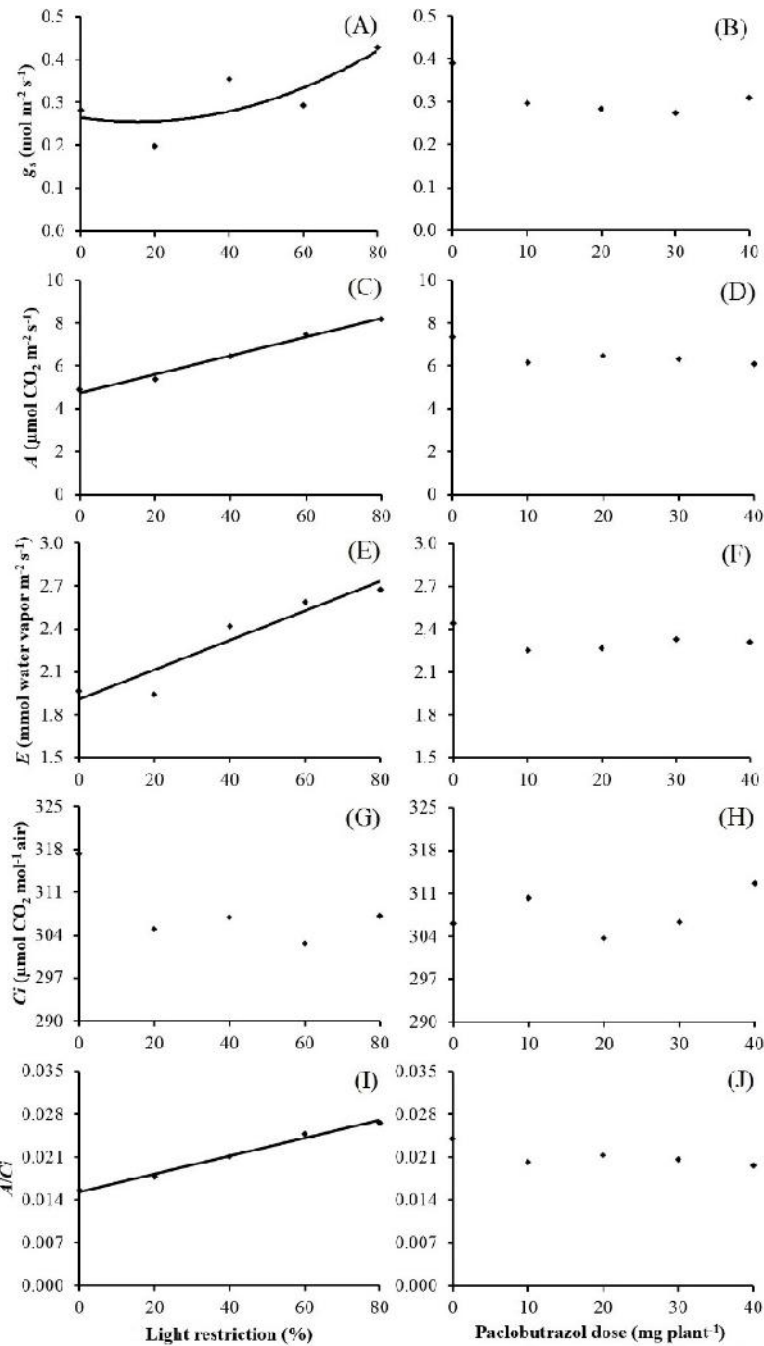 (A)
0.5
0.4
0.3
0.2
0.1
0.0
gs (mol m-2 s-1)
0 20 40 60 80
(B)
0.5
0.4
0.3
0.2
0.1
0.0
0 10 20 30 40
(C)
10
8
6
4
2
0
A (µmol CO2 m-2 s-1)
0 20 40 60 80
(D)
10
8
6
4
2
0
0 10 20 30 40
(E)
3.0
2.7
2.4
2.1
1.8
1.5
E (mmol water vapor m-2 s-1)
0 20 40 60 80
(F)
3.0
2.7
2.4
2.1
1.8
1.5
0 10 20 30 40
(G)
325
318
311
304
297
290
Ci (µmol CO2 mol-1 air)
0 20 40 60 80
(H)
325
318
311
304
297
290
0 10 20 30 40
(I)
0.035
0.028
0.021
0.014
0.007
0.000
A/Ci
0 20 40 60 80
Light restriction (%)
(J)
0.035
0.028
0.021
0.014
0.007
0.000
0 10 20 30 40
Paclobutrazol dose (mg plant-1)